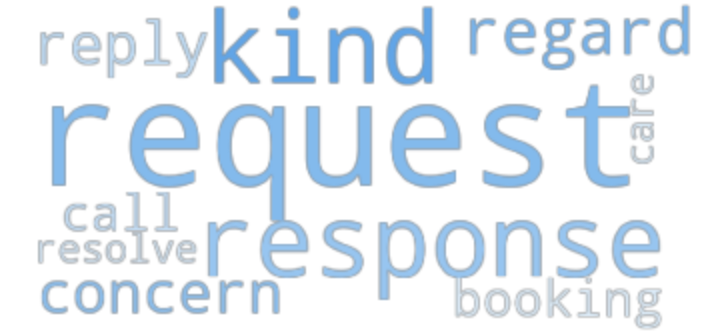 reply kind regard
request care
call
resolve response
concern booking